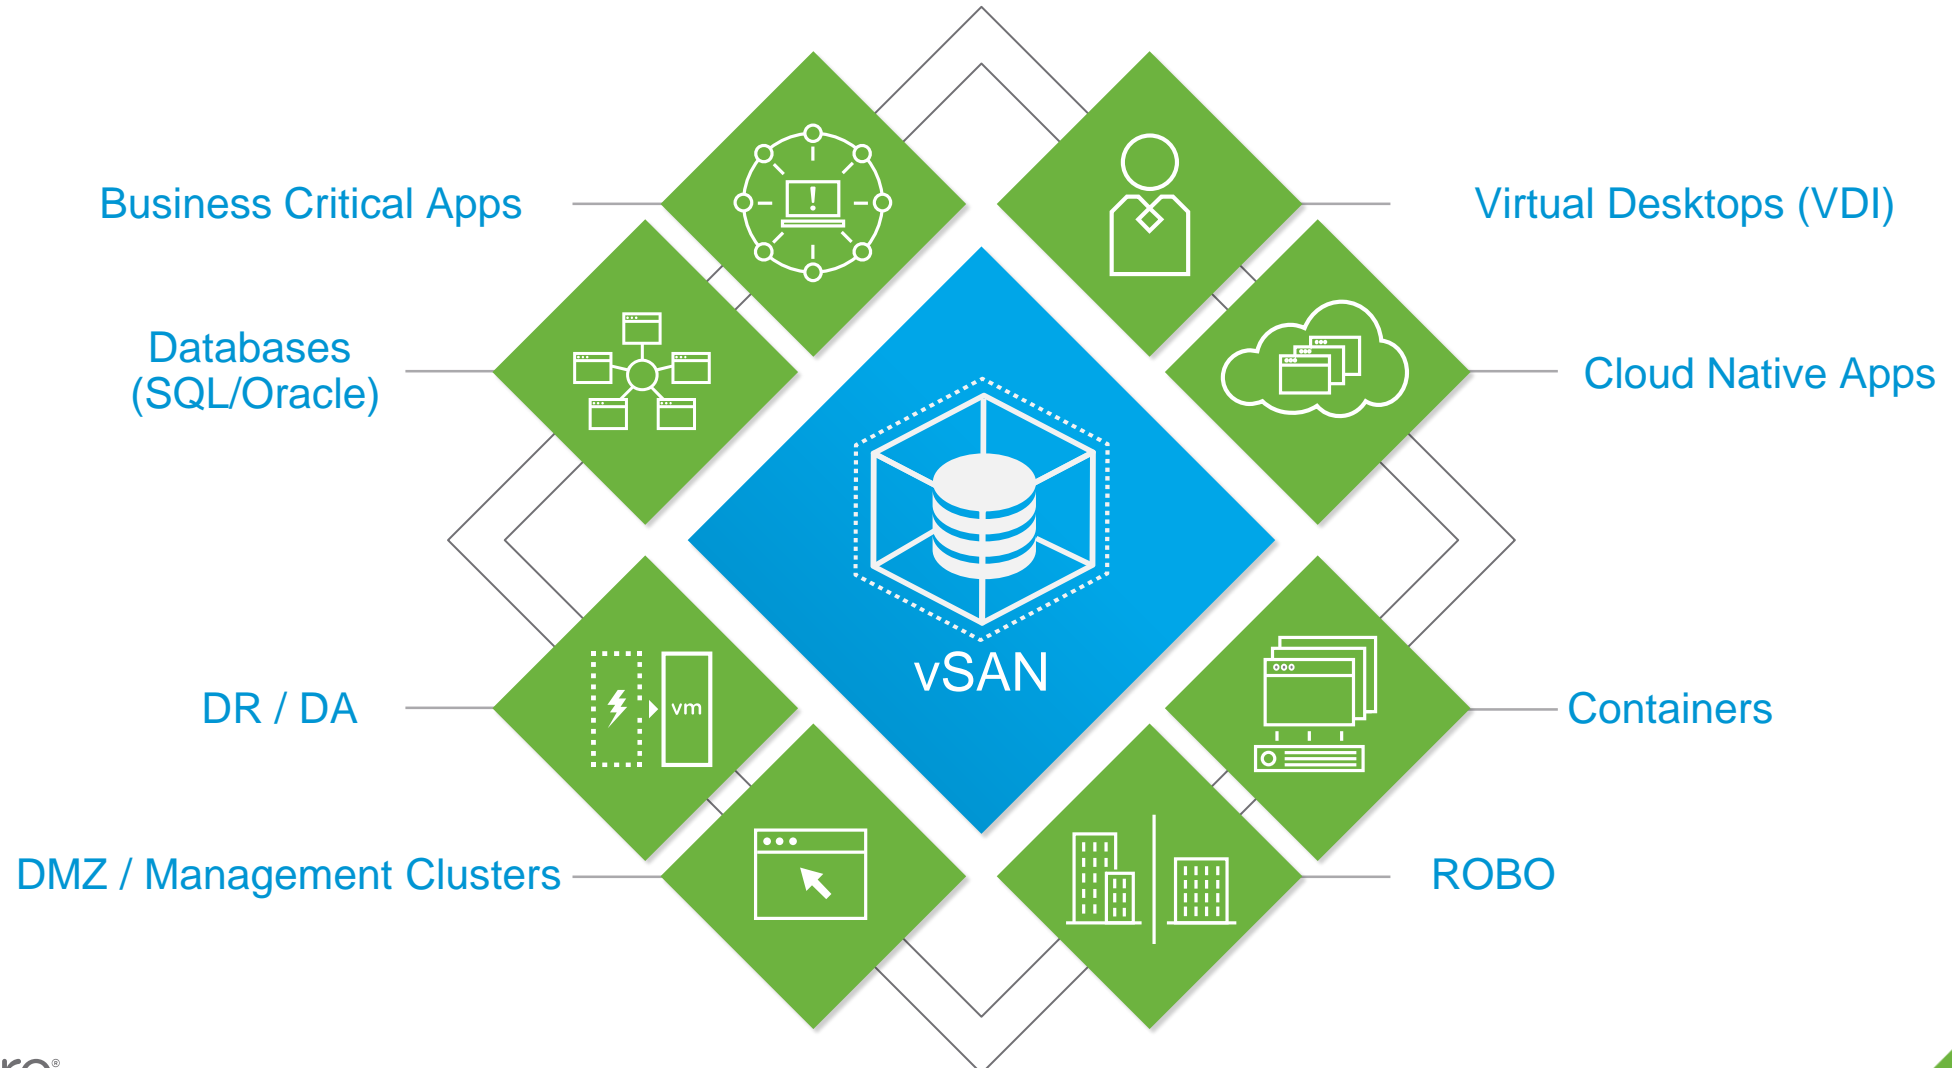 Business Critical Apps
Virtual Desktops (VDI)
Databases
(SQL/Oracle)
Cloud Native Apps
vSAN
DR / DA
vm
Containers
DMZ / Management Clusters
ROBO